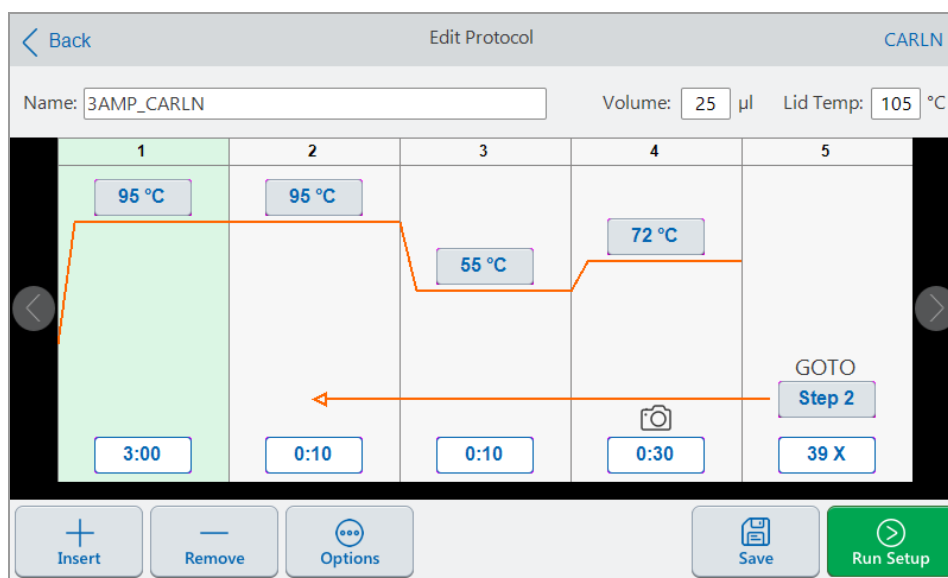 Back Edit Protocol CARLN
Name: 3AMP_CARLN Volume: 25 µl Lid Temp: 105 °C
1 2 3 4 5
95 °C 95 °C
72 °C
55 °C
GOTO
Step 2
3:00 0:10 0:10 0:30 39 X
Insert Remove Options Save Run Setup